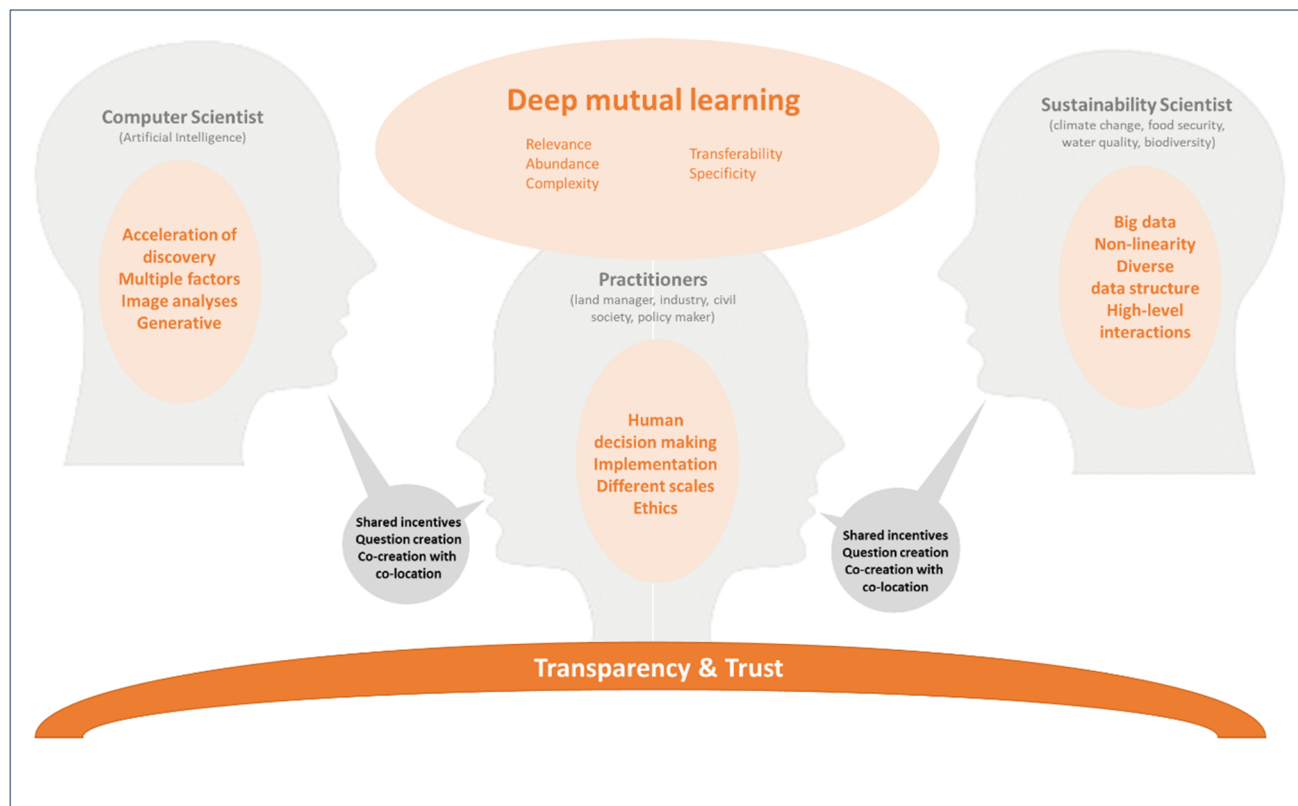 Deep mutual learning
Relevance
Abundance
Complexity
Transferability
Specificity
Computer Scientist
(Artificial Intelligence)
Acceleration of
discovery
Multiple factors
Image analyses
Generative
Practitioners
(land manager, industry, civil
society, policy maker)
Human
decision making
Implementation
Different scales
Ethics
Sustainability Scientist
(climate change, food security,
water quality, biodiversity)
Big data
Non-linearity
Diverse
data structure
High-level
interactions
Shared incentives
Question creation
Co-creation with
co-location
Shared incentives
Question creation
Co-creation with
co-location
Transparency & Trust